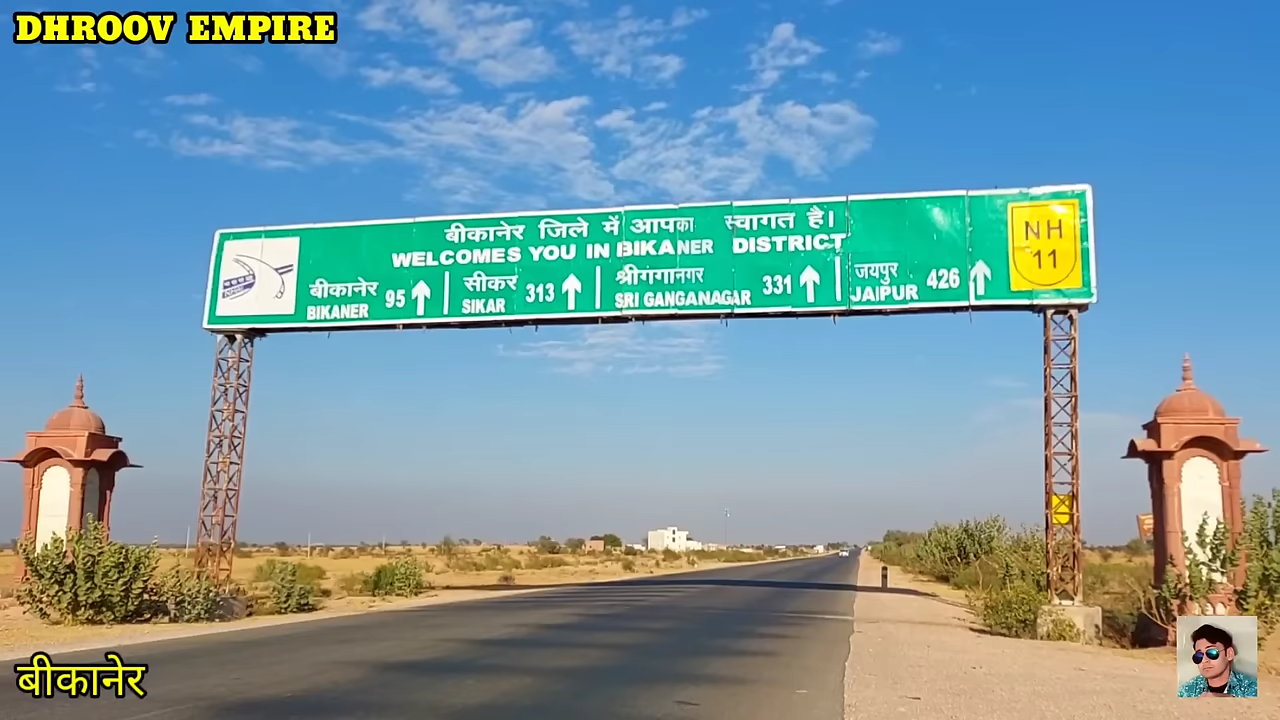 DHROOV EMPIRE
बीकानेर जिले में आपका स्वागत है।
WELCOMES YOU IN BIKANER DISTRICT
बीकानेर
BIKANER
95
सीकर
SIKAR
313
श्रीगंगानगर
SRI GANGANAGAR
331
जयपुर
JAIPUR
426
NH
11
NHAI
बीकानेर